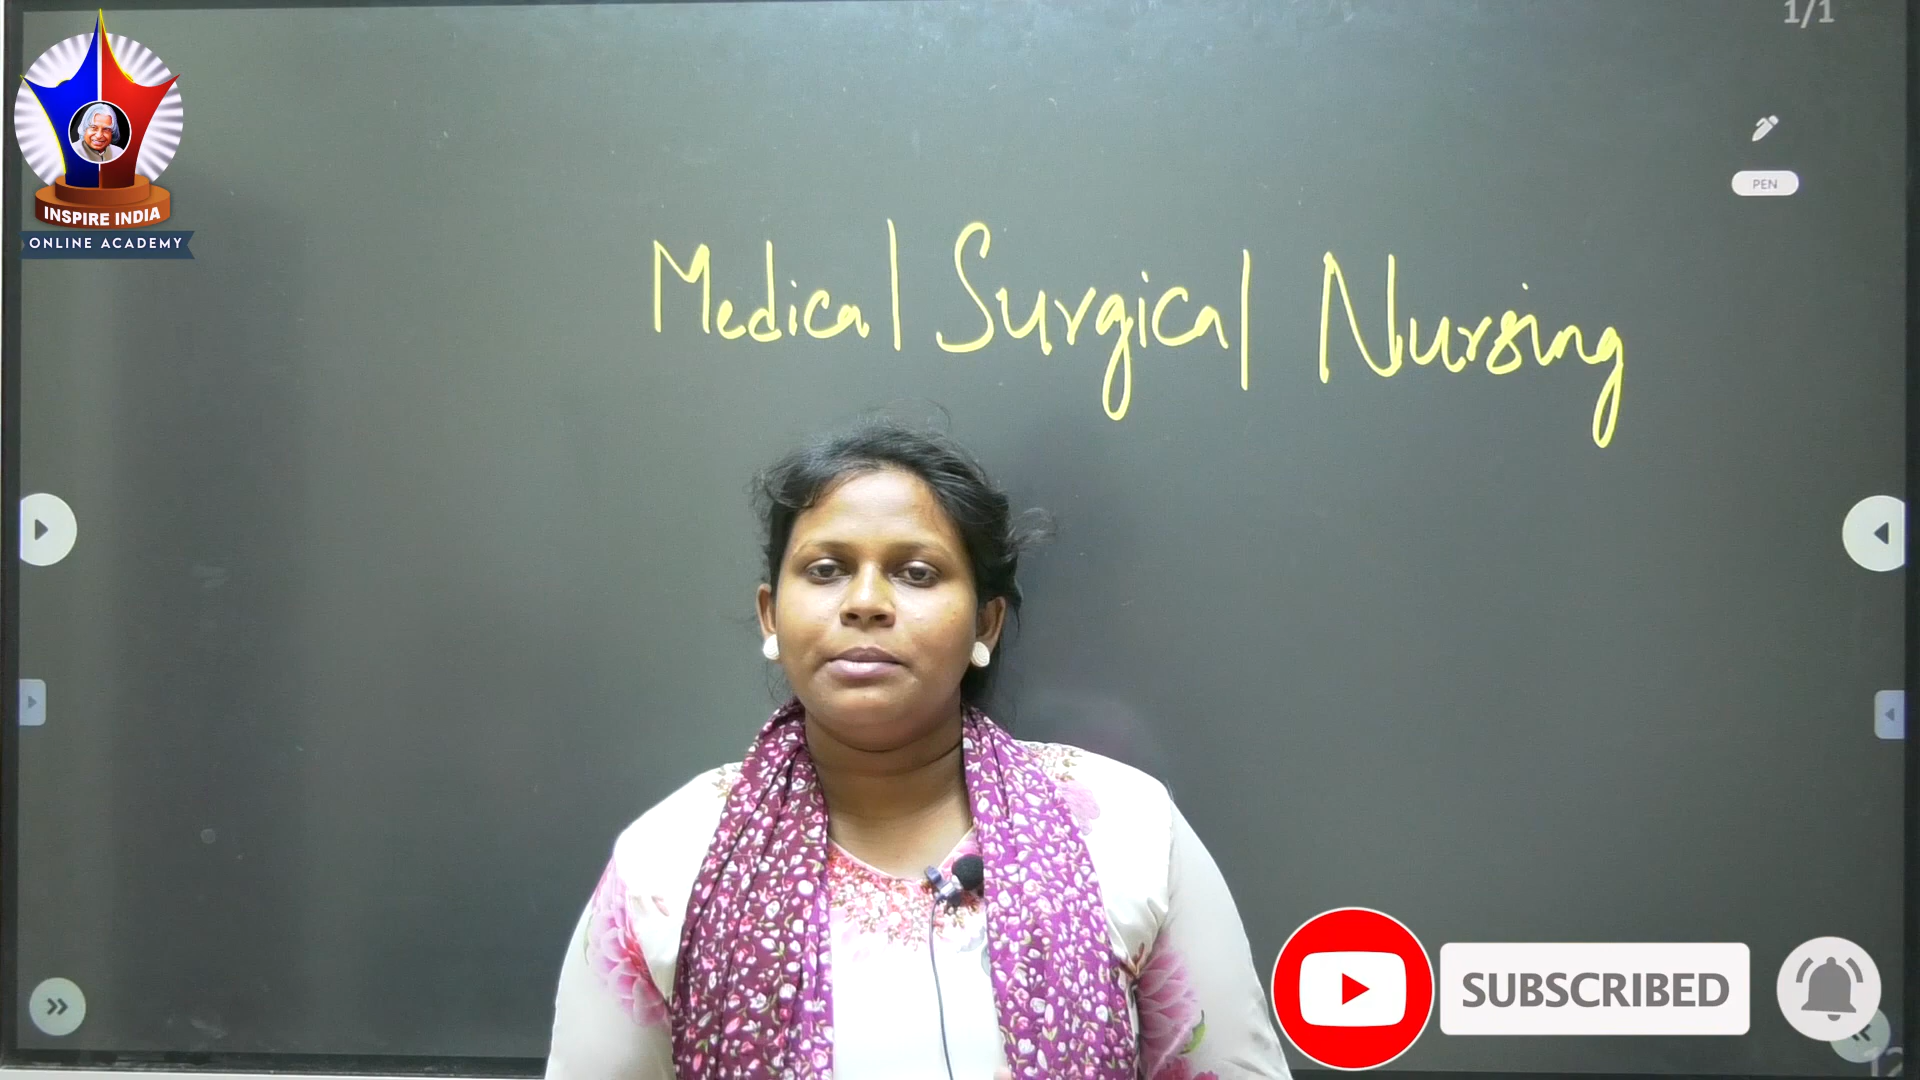 1/1
PEN
INSPIRE INDIA
ONLINE ACADEMY
Medical Surgical Nursing
SUBSCRIBED